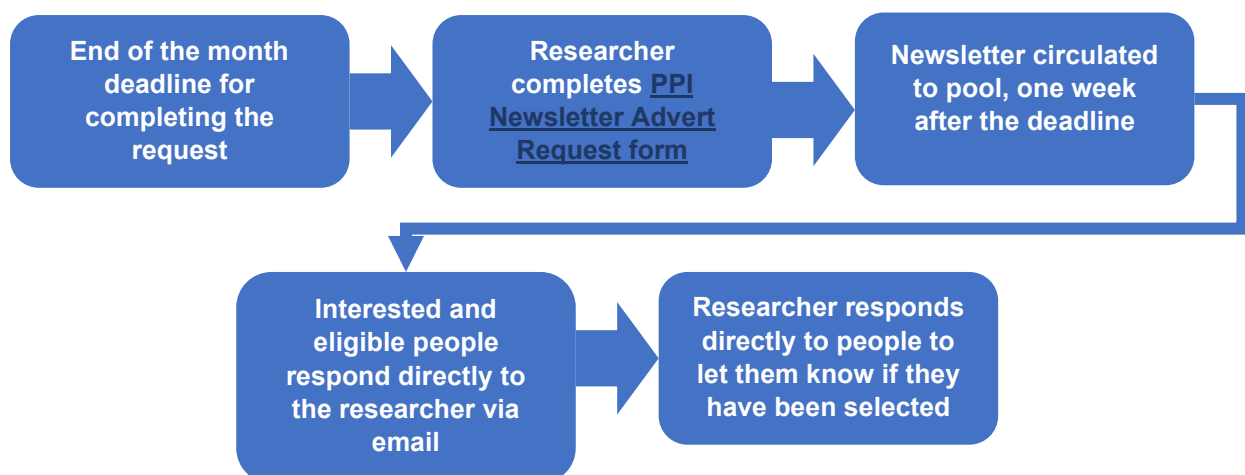 End of the month
deadline for
completing the
request
Researcher
completes PPI
Newsletter Advert
Request form
Newsletter circulated
to pool, one week
after the deadline
Interested and
eligible people
respond directly to
the researcher via
email
Researcher responds
directly to people to
let them know if they
have been selected